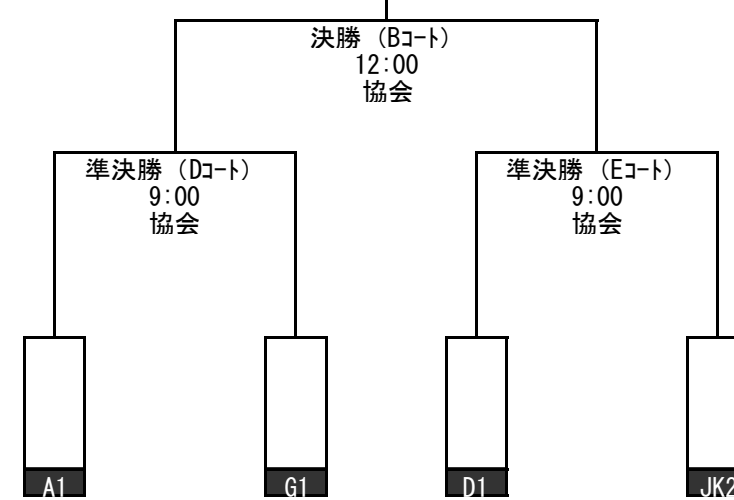 決勝（Bｺｰﾄ）
12:00
協会
準決勝（Dｺｰﾄ）
9:00
協会
準決勝（Eｺｰﾄ）
9:00
協会
A1
G1
D1
JK2